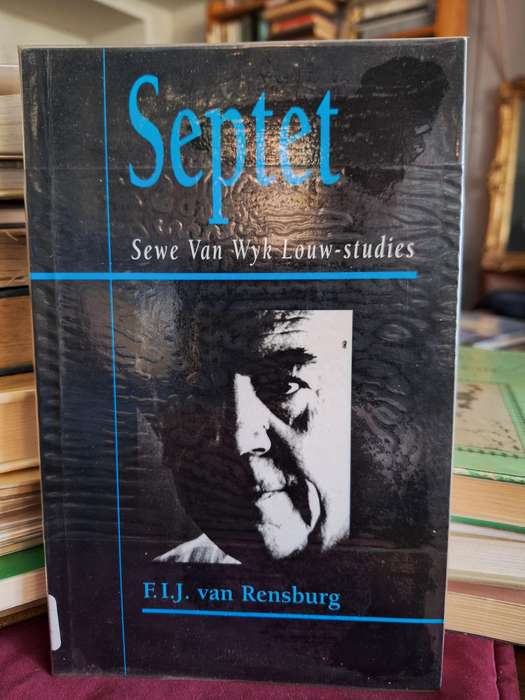 Septet
Sewe Van Wyk Louw-studies
F.I.J. van Rensburg